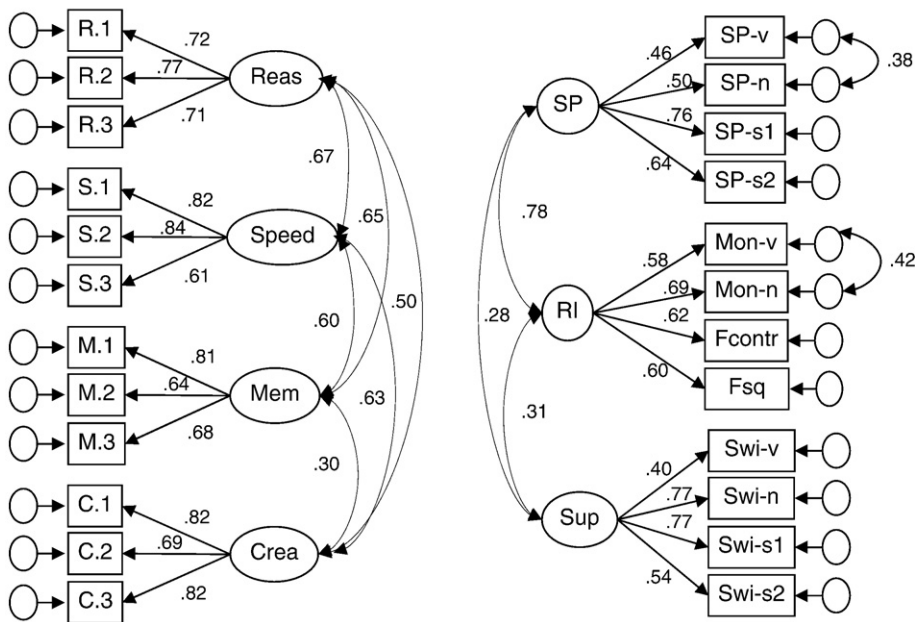 R.1
.72
R.2
.77
Reas
R.3
.71
.67
S.1
.82
S.2
.84
Speed
.65
S.3
.61
.60
.50
M.1
.81
M.2
.64
Mem
.63
M.3
.68
.30
C.1
.82
C.2
.69
Crea
C.3
.82
SP-v
.46
.38
SP
.50
SP-n
.76
SP-s1
.64
SP-s2
.78
Mon-v
.58
.42
.69
Mon-n
.28
RI
.62
Fcontr
.60
Fsq
.31
Swi-v
.40
.77
Swi-n
Sup
.77
Swi-s1
.54
Swi-s2